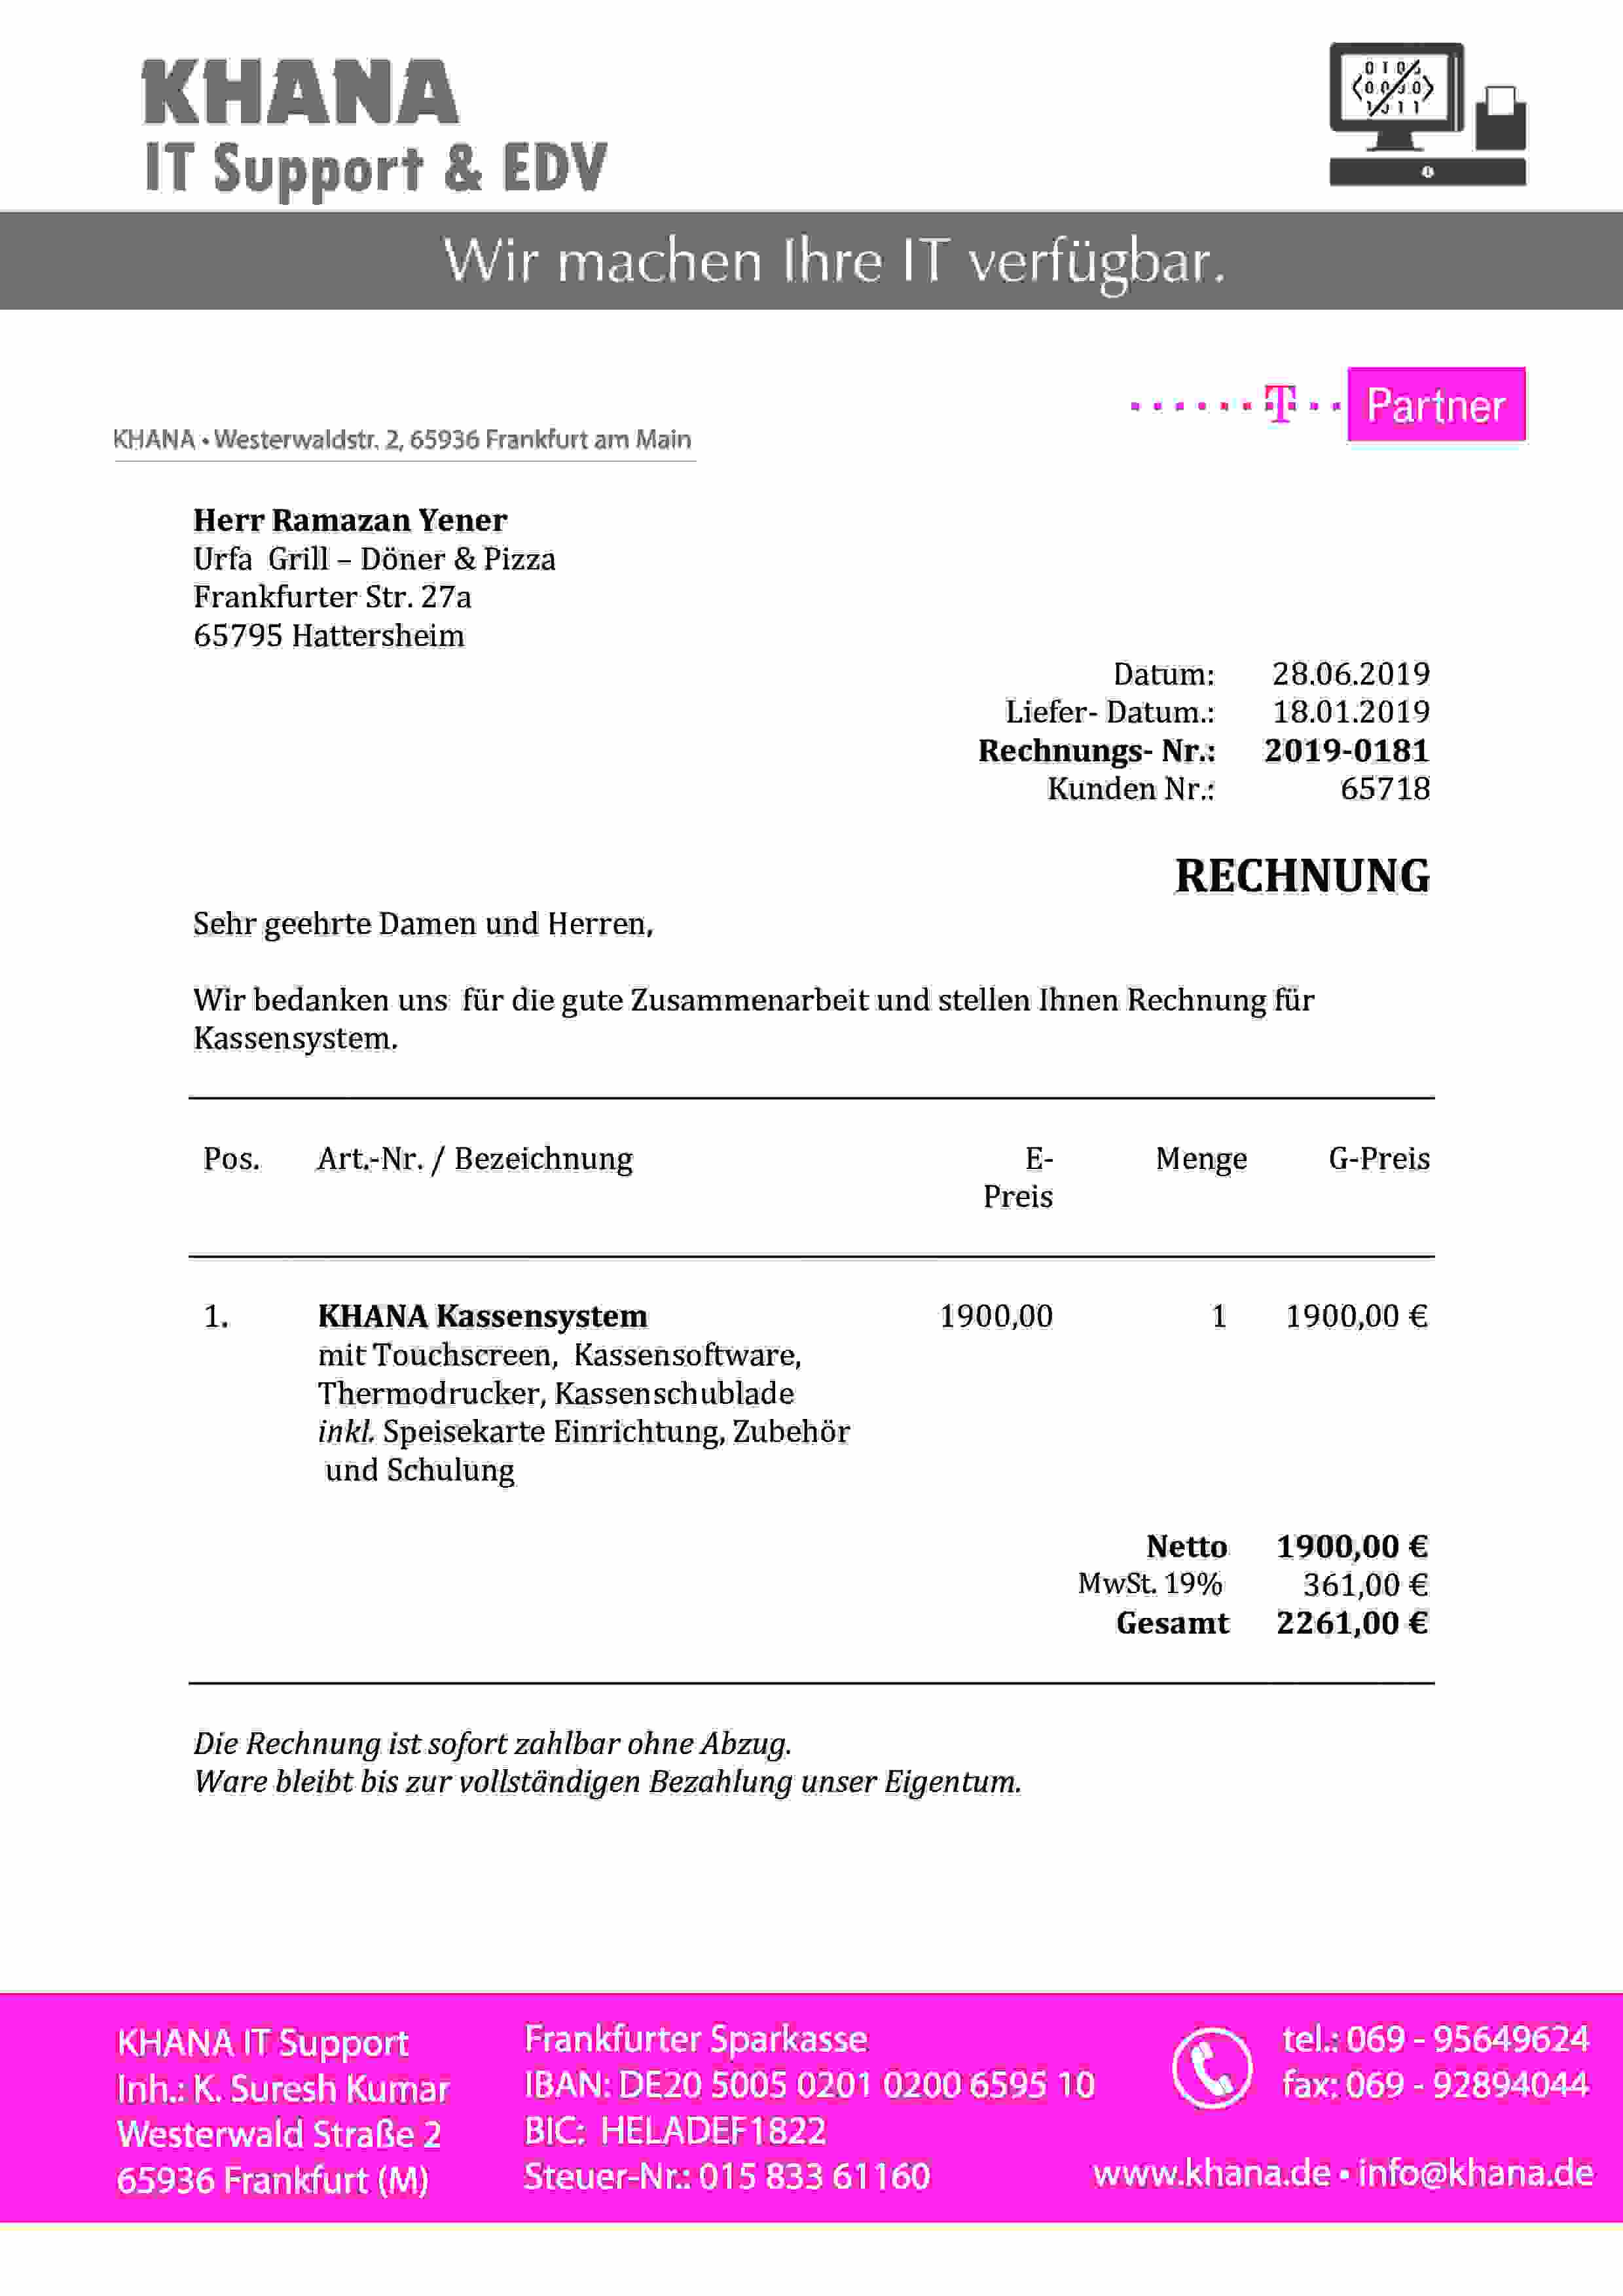 KHANA
IT Support & EDV
Wir machen Ihre IT verfügbar.
T Partner
KHANA • Westerwaldstr. 2, 65936 Frankfurt am Main
Herr Ramazan Yener
Urfa Grill – Döner & Pizza
Frankfurter Str. 27a
65795 Hattersheim
Datum: 28.06.2019
Liefer- Datum.: 18.01.2019
Rechnungs- Nr.: 2019-0181
Kunden Nr.: 65718
RECHNUNG
Sehr geehrte Damen und Herren,
Wir bedanken uns für die gute Zusammenarbeit und stellen Ihnen Rechnung für
Kassensystem.
Pos. Art.-Nr. / Bezeichnung E- Menge G-Preis
Preis
1. KHANA Kassensystem 1900,00 1 1900,00 €
mit Touchscreen, Kassensoftware,
Thermodrucker, Kassenschublade
inkl. Speisekarte Einrichtung, Zubehör
und Schulung
Netto 1900,00 €
MwSt. 19% 361,00 €
Gesamt 2261,00 €
Die Rechnung ist sofort zahlbar ohne Abzug.
Ware bleibt bis zur vollständigen Bezahlung unser Eigentum.
KHANA IT Support
Inh.: K. Suresh Kumar
Westerwald Straße 2
65936 Frankfurt (M)
Frankfurter Sparkasse
IBAN: DE20 5005 0201 0200 6595 10
BIC: HELADEF1822
Steuer-Nr.: 015 833 61160
tel.: 069 - 95649624
fax: 069 - 92894044
www.khana.de • info@khana.de